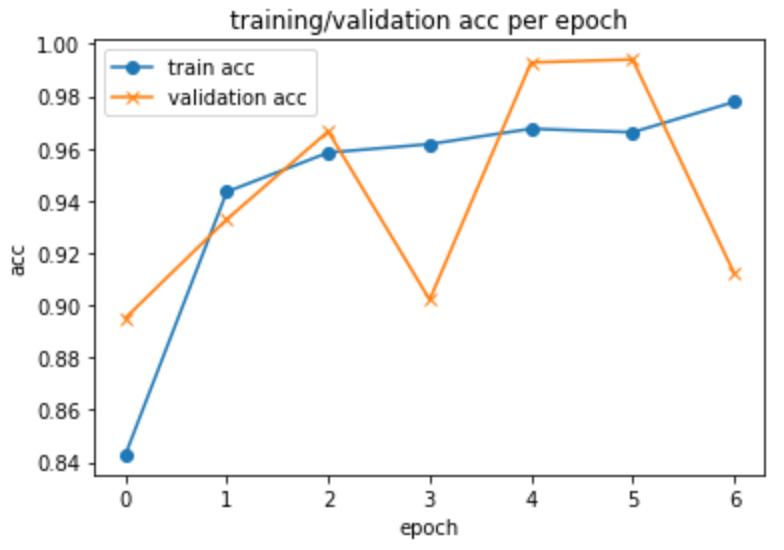 training/validation acc per epoch
1.00
0.98
0.96
0.94
0.92
0.90
0.88
0.86
0.84
acc
train acc
validation acc
0 1 2 3 4 5 6
epoch